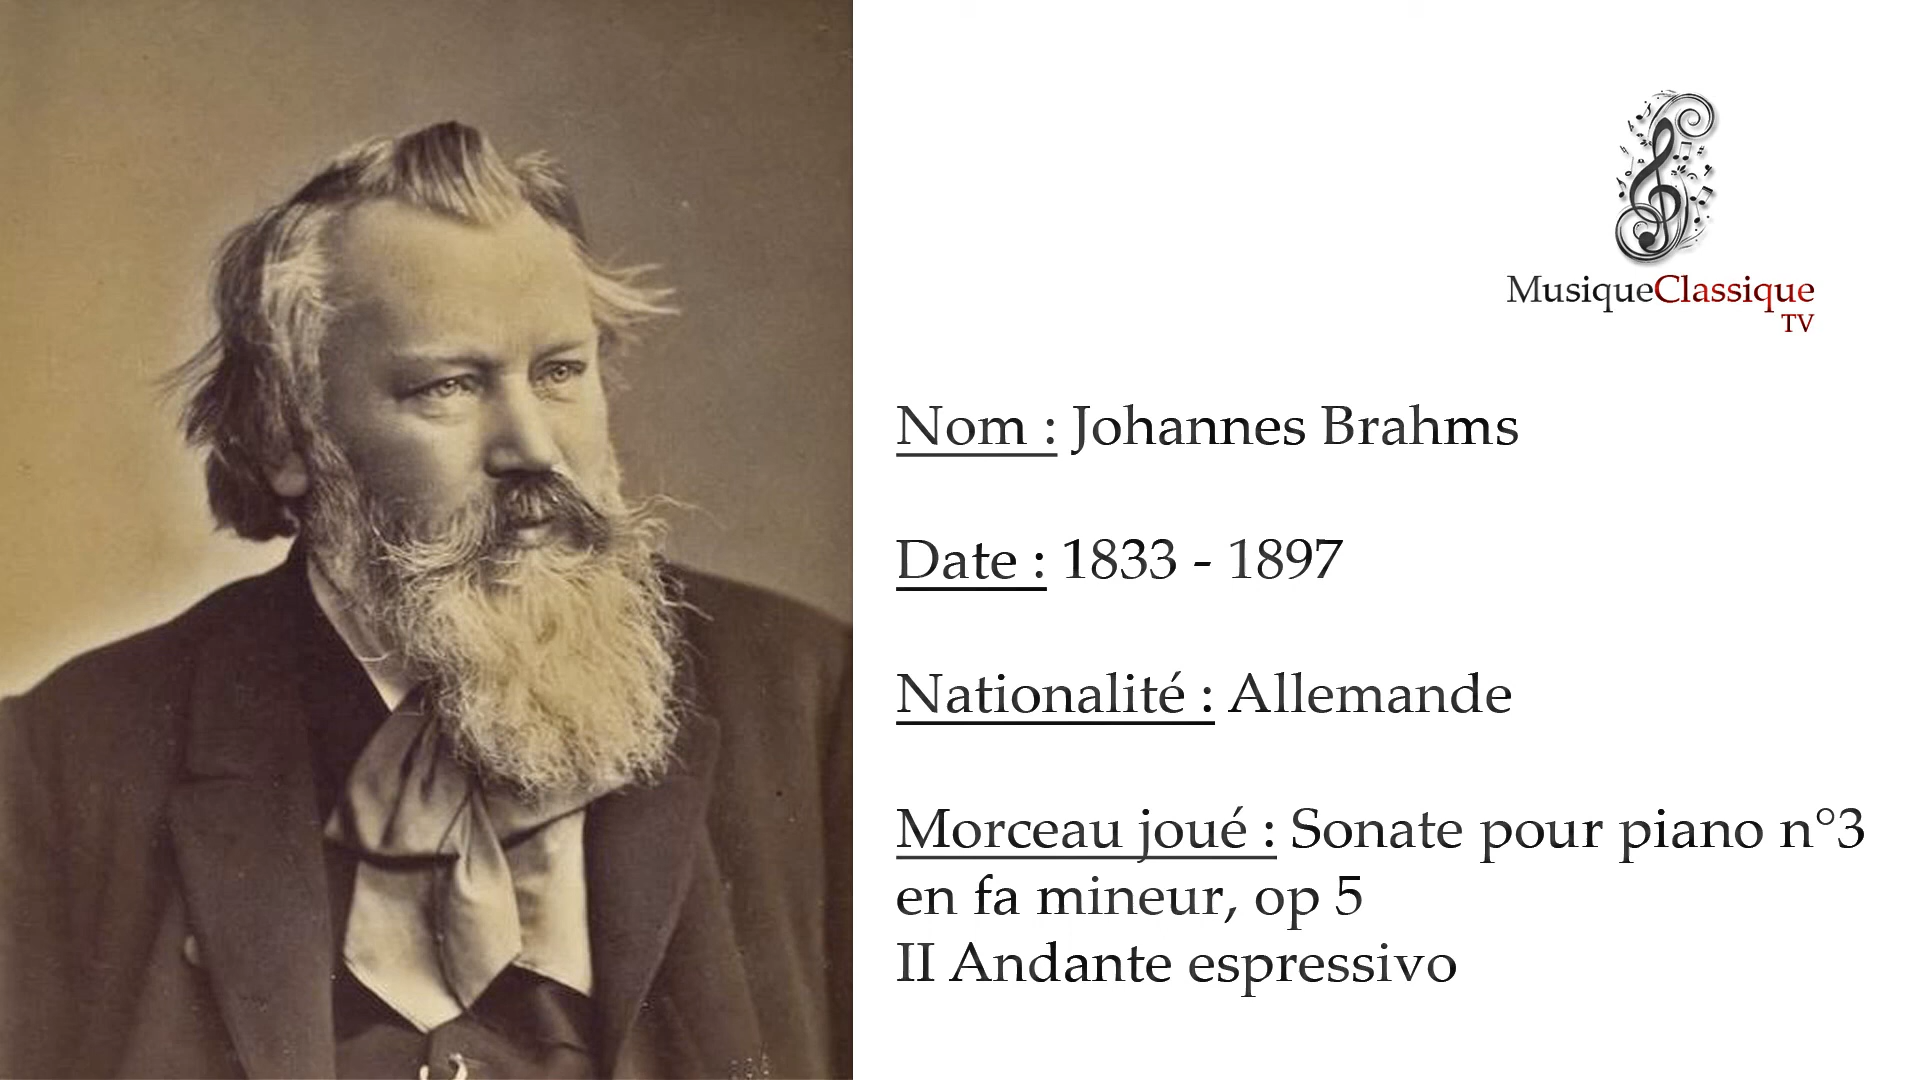 MusiqueClassique
TV
Nom : Johannes Brahms
Date : 1833 - 1897
Nationalité : Allemande
Morceau joué : Sonate pour piano n°3
en fa mineur, op 5
II Andante espressivo